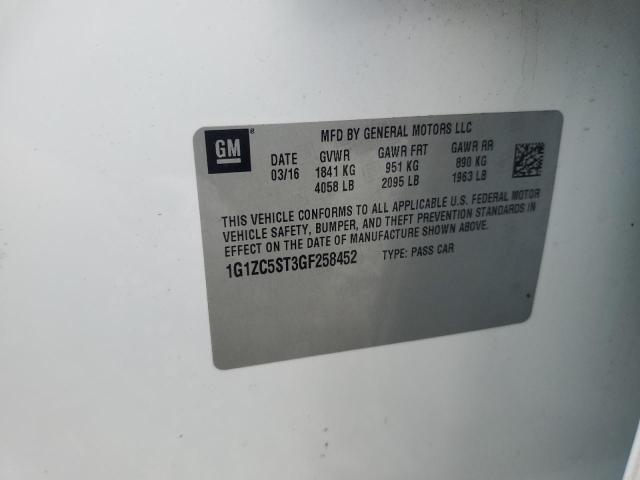 GM®
MFD BY GENERAL MOTORS LLC
DATE GVWR GAWR FRT GAWR RR
03/16 1841 KG 951 KG 890 KG
4058 LB 2095 LB 1963 LB
THIS VEHICLE CONFORMS TO ALL APPLICABLE U.S. FEDERAL MOTOR
VEHICLE SAFETY, BUMPER, AND THEFT PREVENTION STANDARDS IN
EFFECT ON THE DATE OF MANUFACTURE SHOWN ABOVE.
1G1ZC5ST3GF258452 TYPE: PASS CAR